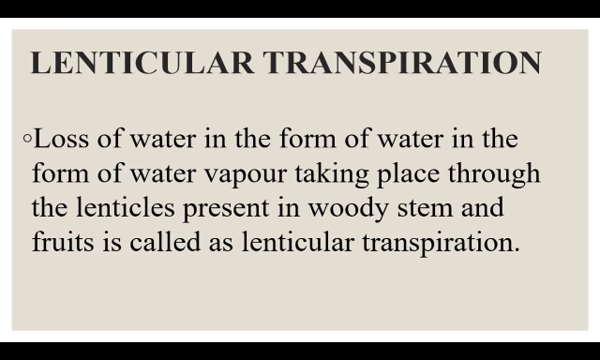 LENTICULAR TRANSPIRATION
◦Loss of water in the form of water in the
form of water vapour taking place through
the lenticles present in woody stem and
fruits is called as lenticular transpiration.